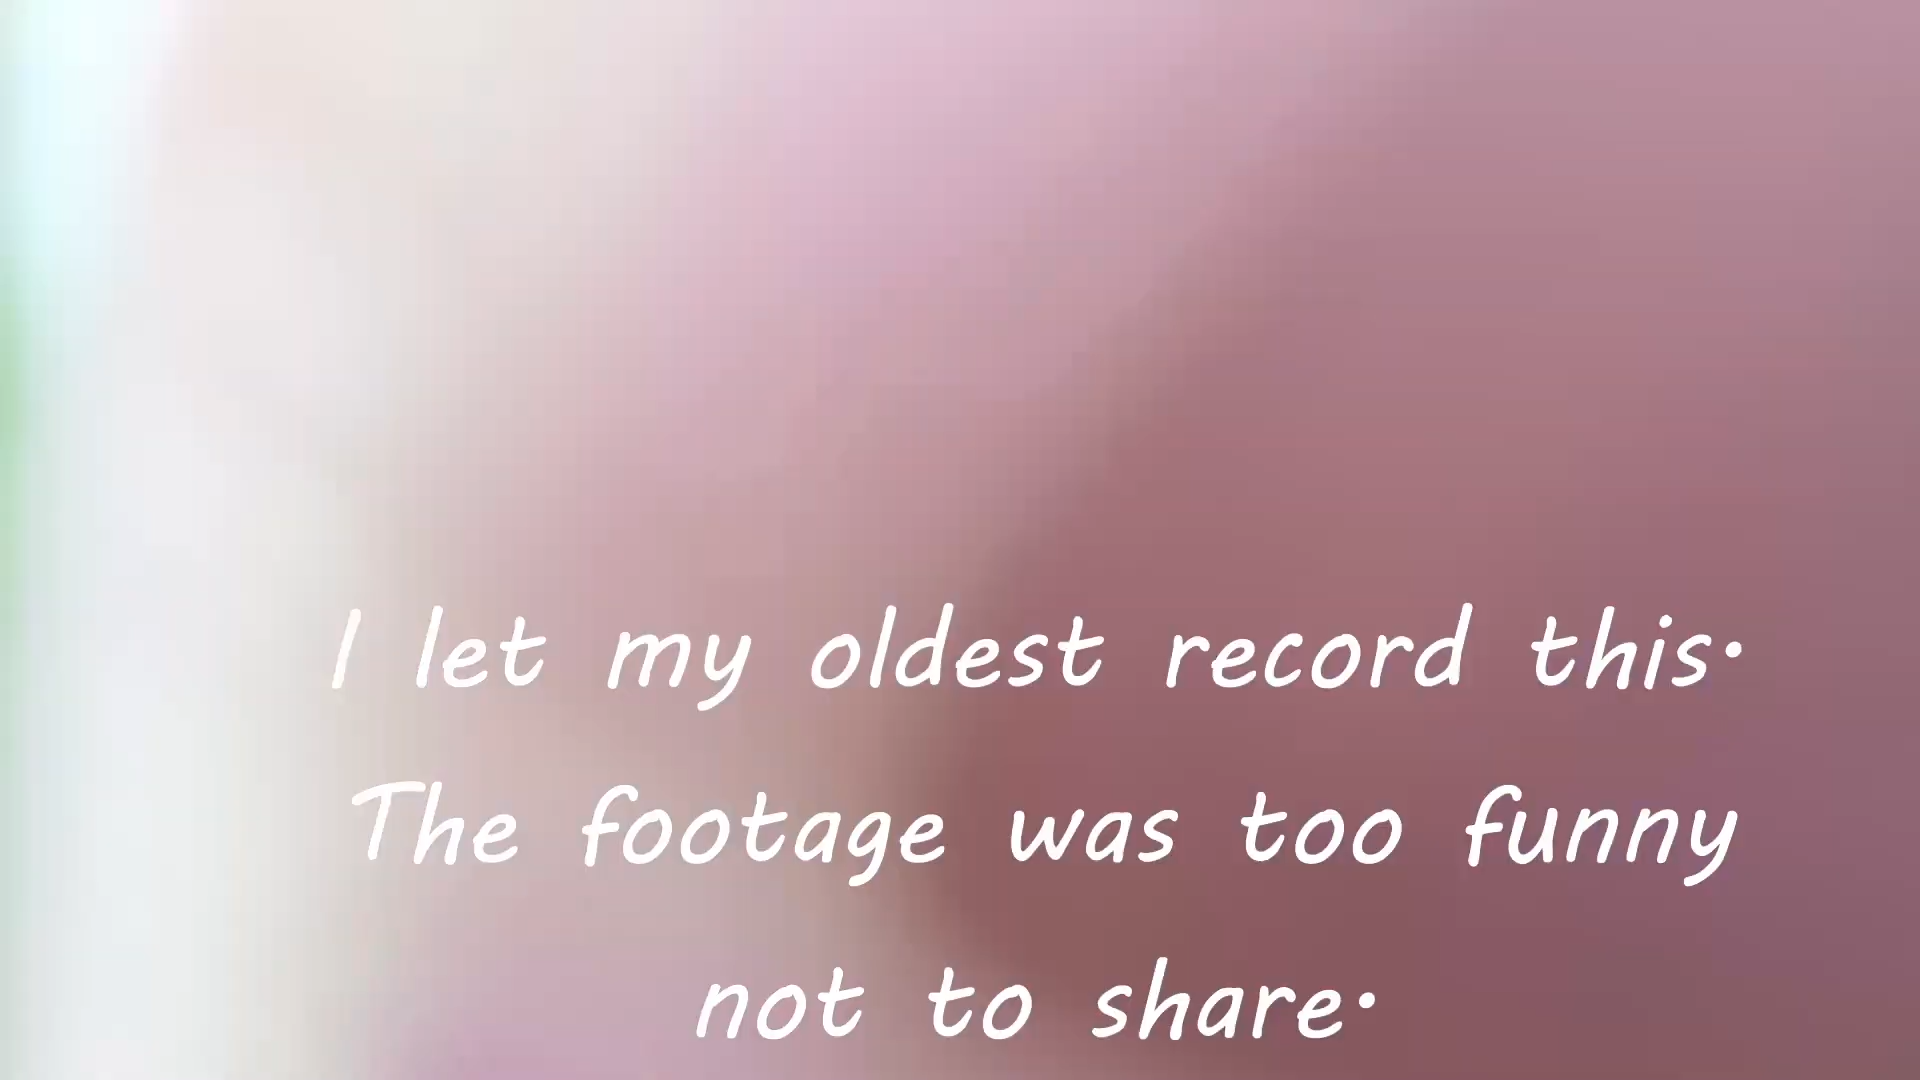 I let my oldest record this.
The footage was too funny
not to share.